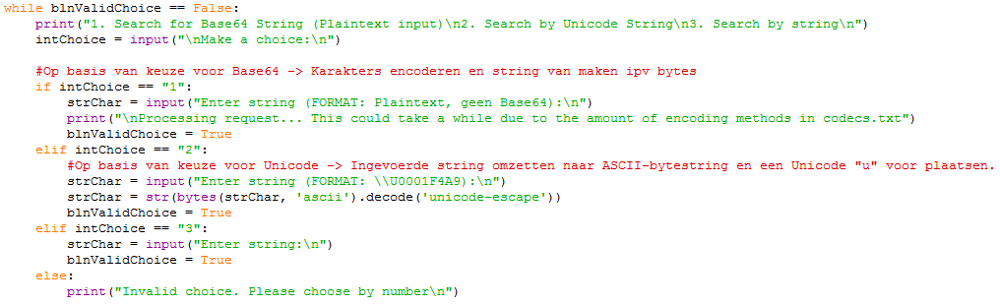 while blnValidChoice == False:
    print("1. Search for Base64 String (Plaintext input)\n2. Search by Unicode String\n3. Search by string\n")
    intChoice = input("\nMake a choice:\n")

    #Op basis van keuze voor Base64 -> Karakters encoderen en string van maken ipv bytes
    if intChoice == "1":
        strChar = input("Enter string (FORMAT: Plaintext, geen Base64):\n")
        print("\nProcessing request... This could take a while due to the amount of encoding methods in codecs.txt")
        blnValidChoice = True
    elif intChoice == "2":
        #Op basis van keuze voor Unicode -> Ingevoerde string omzetten naar ASCII-bytestring en een Unicode "u" voor plaatsen.
        strChar = input("Enter string (FORMAT: \\U0001F4A9):\n")
        strChar = str(bytes(strChar, 'ascii').decode('unicode-escape'))
        blnValidChoice = True
    elif intChoice == "3":
        strChar = input("Enter string:\n")
        blnValidChoice = True
    else:
        print("Invalid choice. Please choose by number\n")